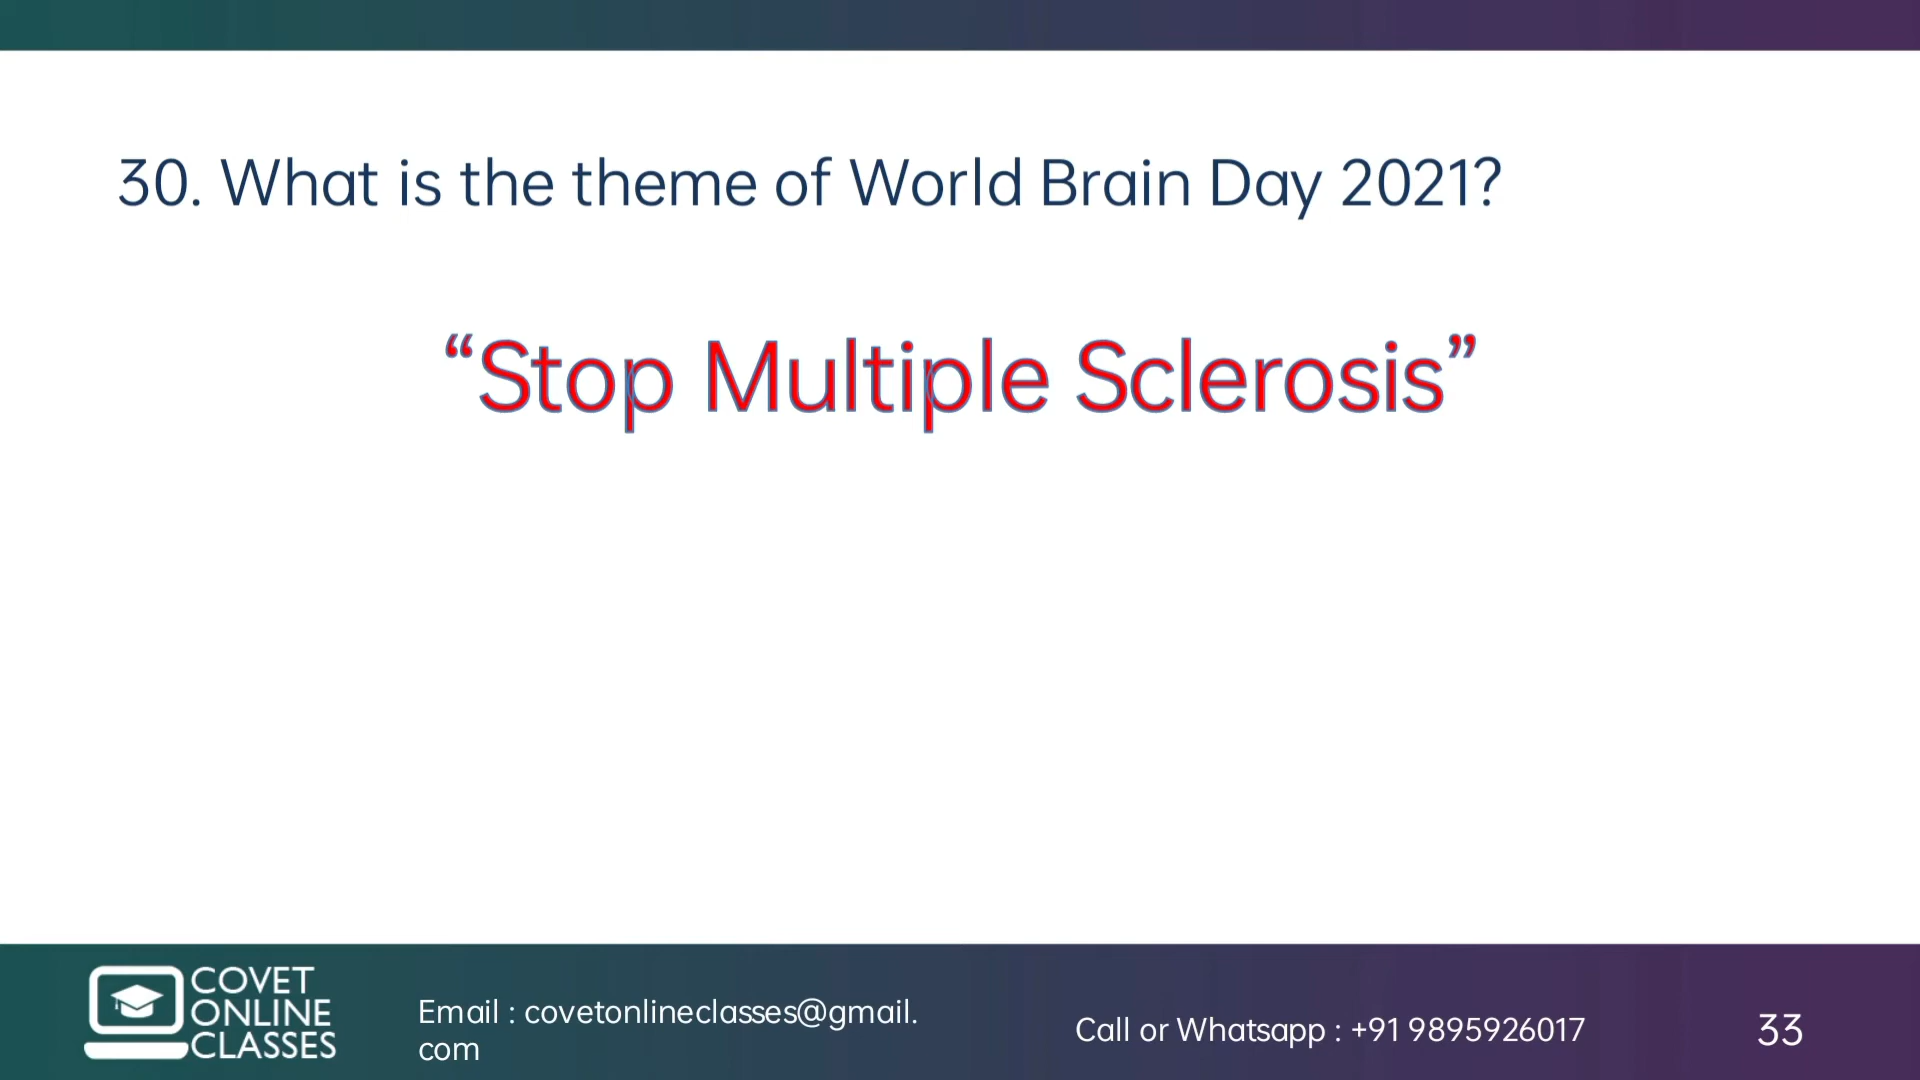 30. What is the theme of World Brain Day 2021?
“Stop Multiple Sclerosis”
COVET
ONLINE
CLASSES
Email : covetonlineclasses@gmail.
com
Call or Whatsapp : +91 9895926017
33